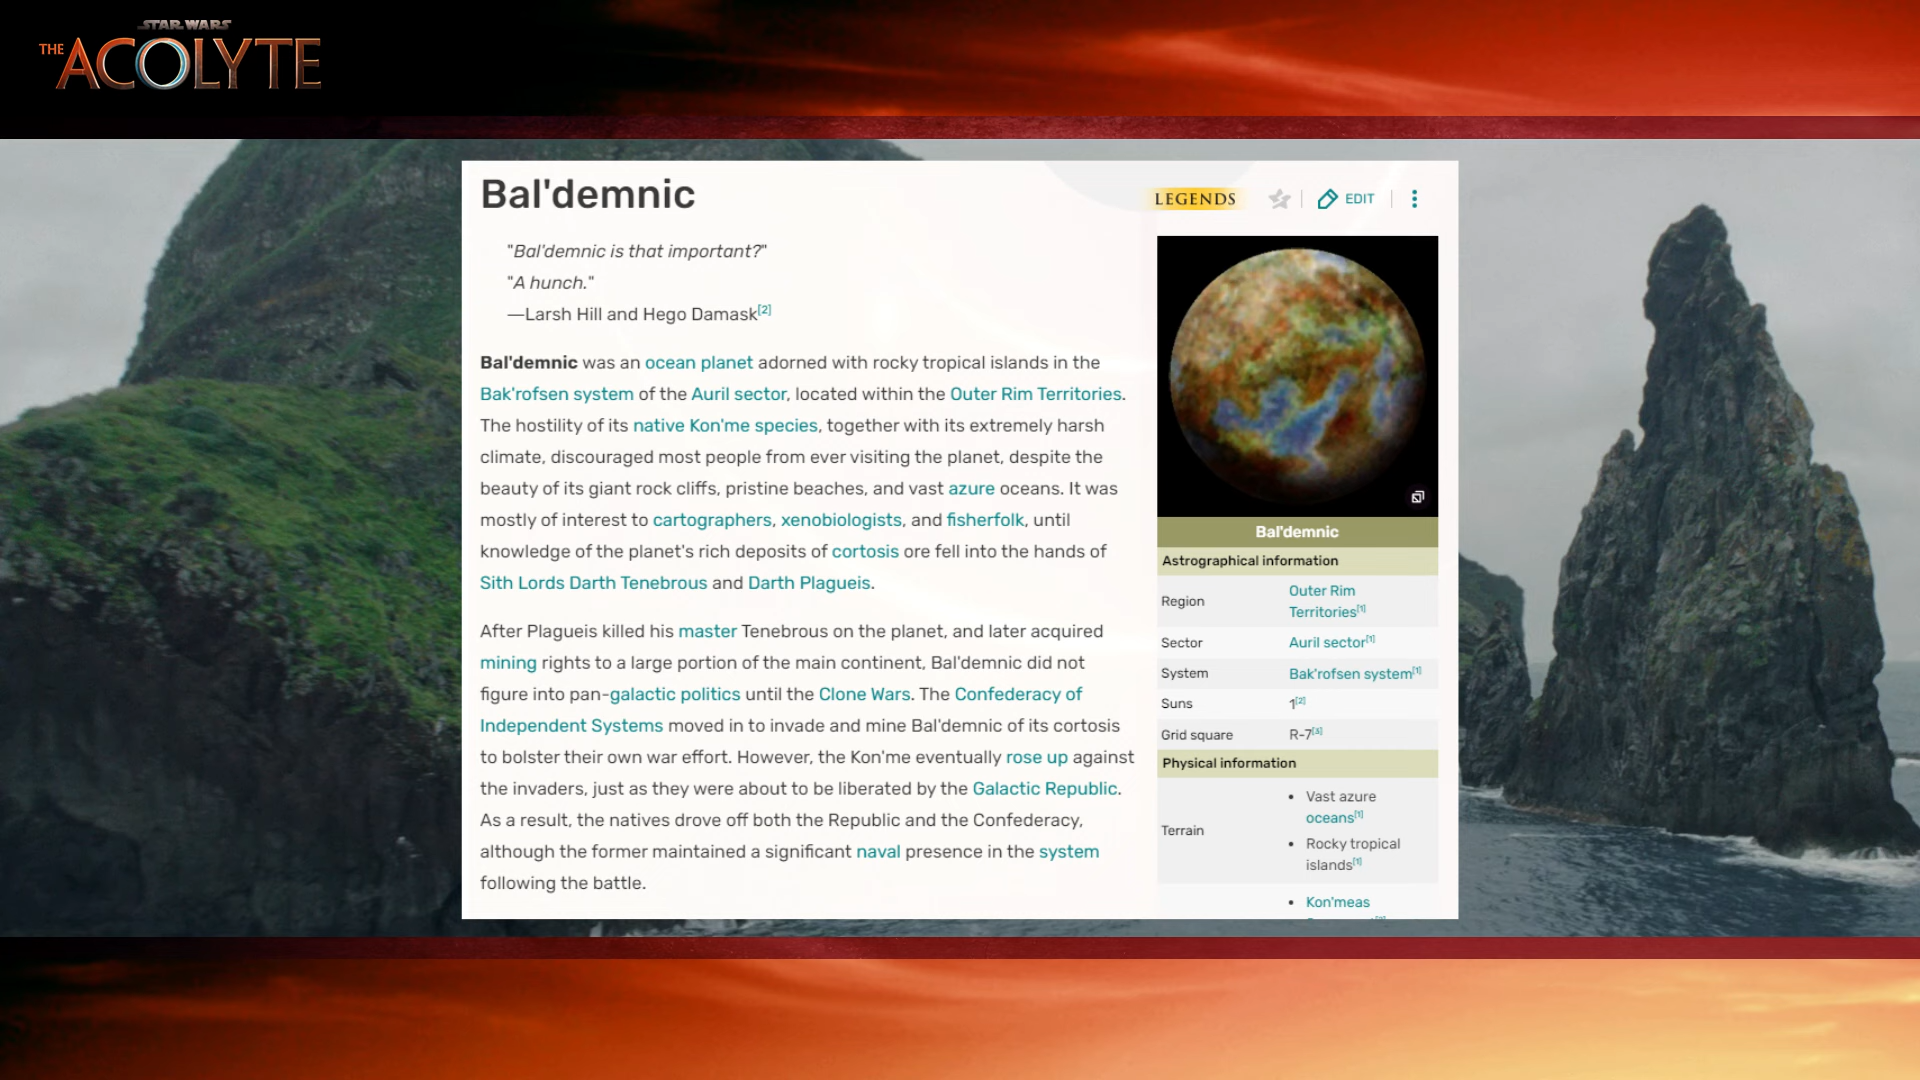 STAR WARS
THE ACOLYTE
Bal'demnic
LEGENDS
EDIT
"Bal'demnic is that important?"
"A hunch."
—Larsh Hill and Hego Damask[2]
Bal'demnic was an ocean planet adorned with rocky tropical islands in the
Bak'rofsen system of the Auril sector, located within the Outer Rim Territories.
The hostility of its native Kon'me species, together with its extremely harsh
climate, discouraged most people from ever visiting the planet, despite the
beauty of its giant rock cliffs, pristine beaches, and vast azure oceans. It was
mostly of interest to cartographers, xenobiologists, and fisherfolk, until
knowledge of the planet's rich deposits of cortosis ore fell into the hands of
Sith Lords Darth Tenebrous and Darth Plagueis.
After Plagueis killed his master Tenebrous on the planet, and later acquired
mining rights to a large portion of the main continent, Bal'demnic did not
figure into pan-galactic politics until the Clone Wars. The Confederacy of
Independent Systems moved in to invade and mine Bal'demnic of its cortosis
to bolster their own war effort. However, the Kon'me eventually rose up against
the invaders, just as they were about to be liberated by the Galactic Republic.
As a result, the natives drove off both the Republic and the Confederacy,
although the former maintained a significant naval presence in the system
following the battle.
Bal'demnic
Astrographical information
Region
Outer Rim
Territories[1]
Sector
Auril sector[1]
System
Bak'rofsen system[1]
Suns
1[2]
Grid square
R-7[3]
Physical information
Terrain
• Vast azure
oceans[1]
• Rocky tropical
islands[1]
• Kon'meas